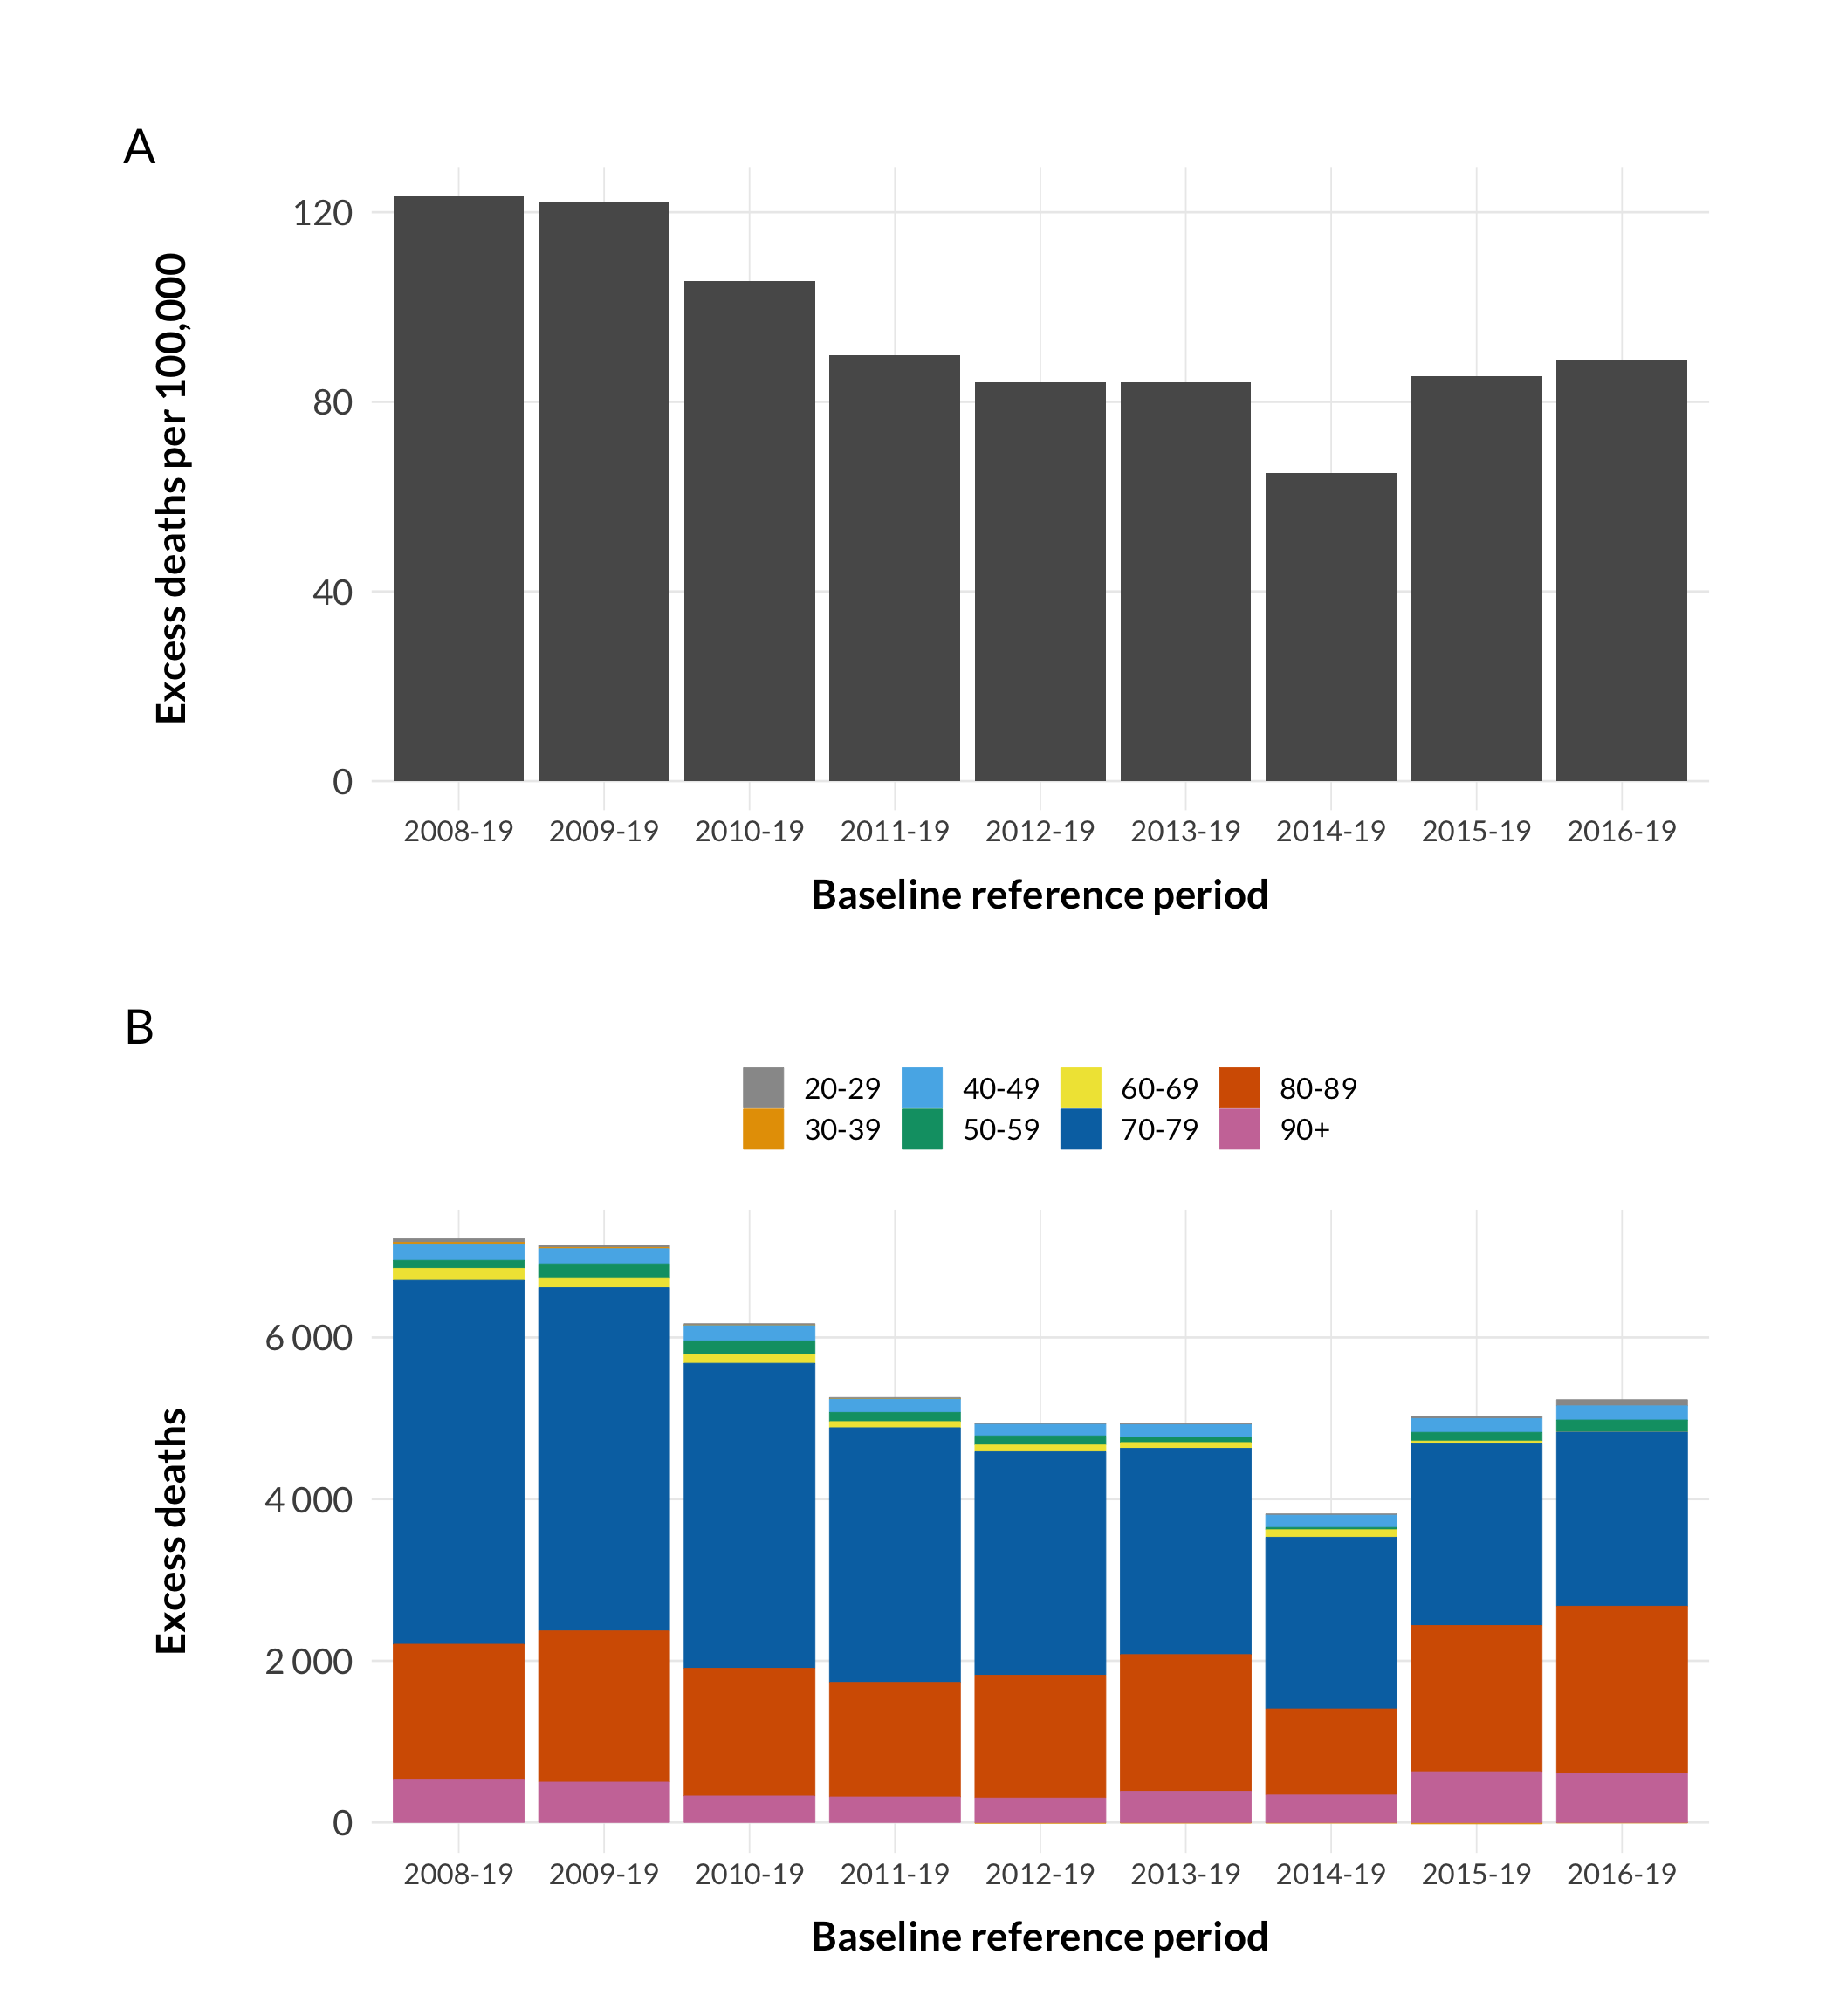 A
120
80
40
0
Excess deaths per 100,000
2008-19 2009-19 2010-19 2011-19 2012-19 2013-19 2014-19 2015-19 2016-19
Baseline reference period
B
20-29 40-49 60-69 80-89
30-39 50-59 70-79 90+
6 000
4 000
2 000
0
Excess deaths
2008-19 2009-19 2010-19 2011-19 2012-19 2013-19 2014-19 2015-19 2016-19
Baseline reference period